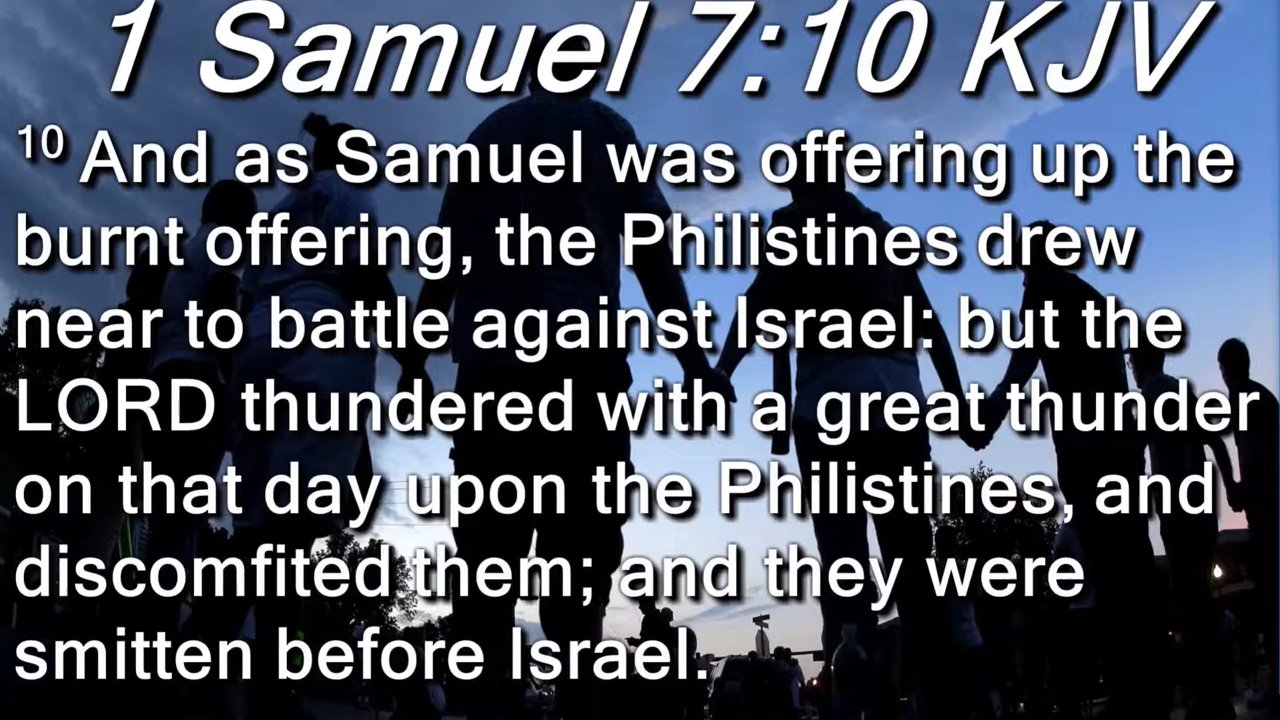 1 Samuel 7:10 KJV
10 And as Samuel was offering up the
burnt offering, the Philistines drew
near to battle against Israel: but the
LORD thundered with a great thunder
on that day upon the Philistines, and
discomfited them; and they were
smitten before Israel.